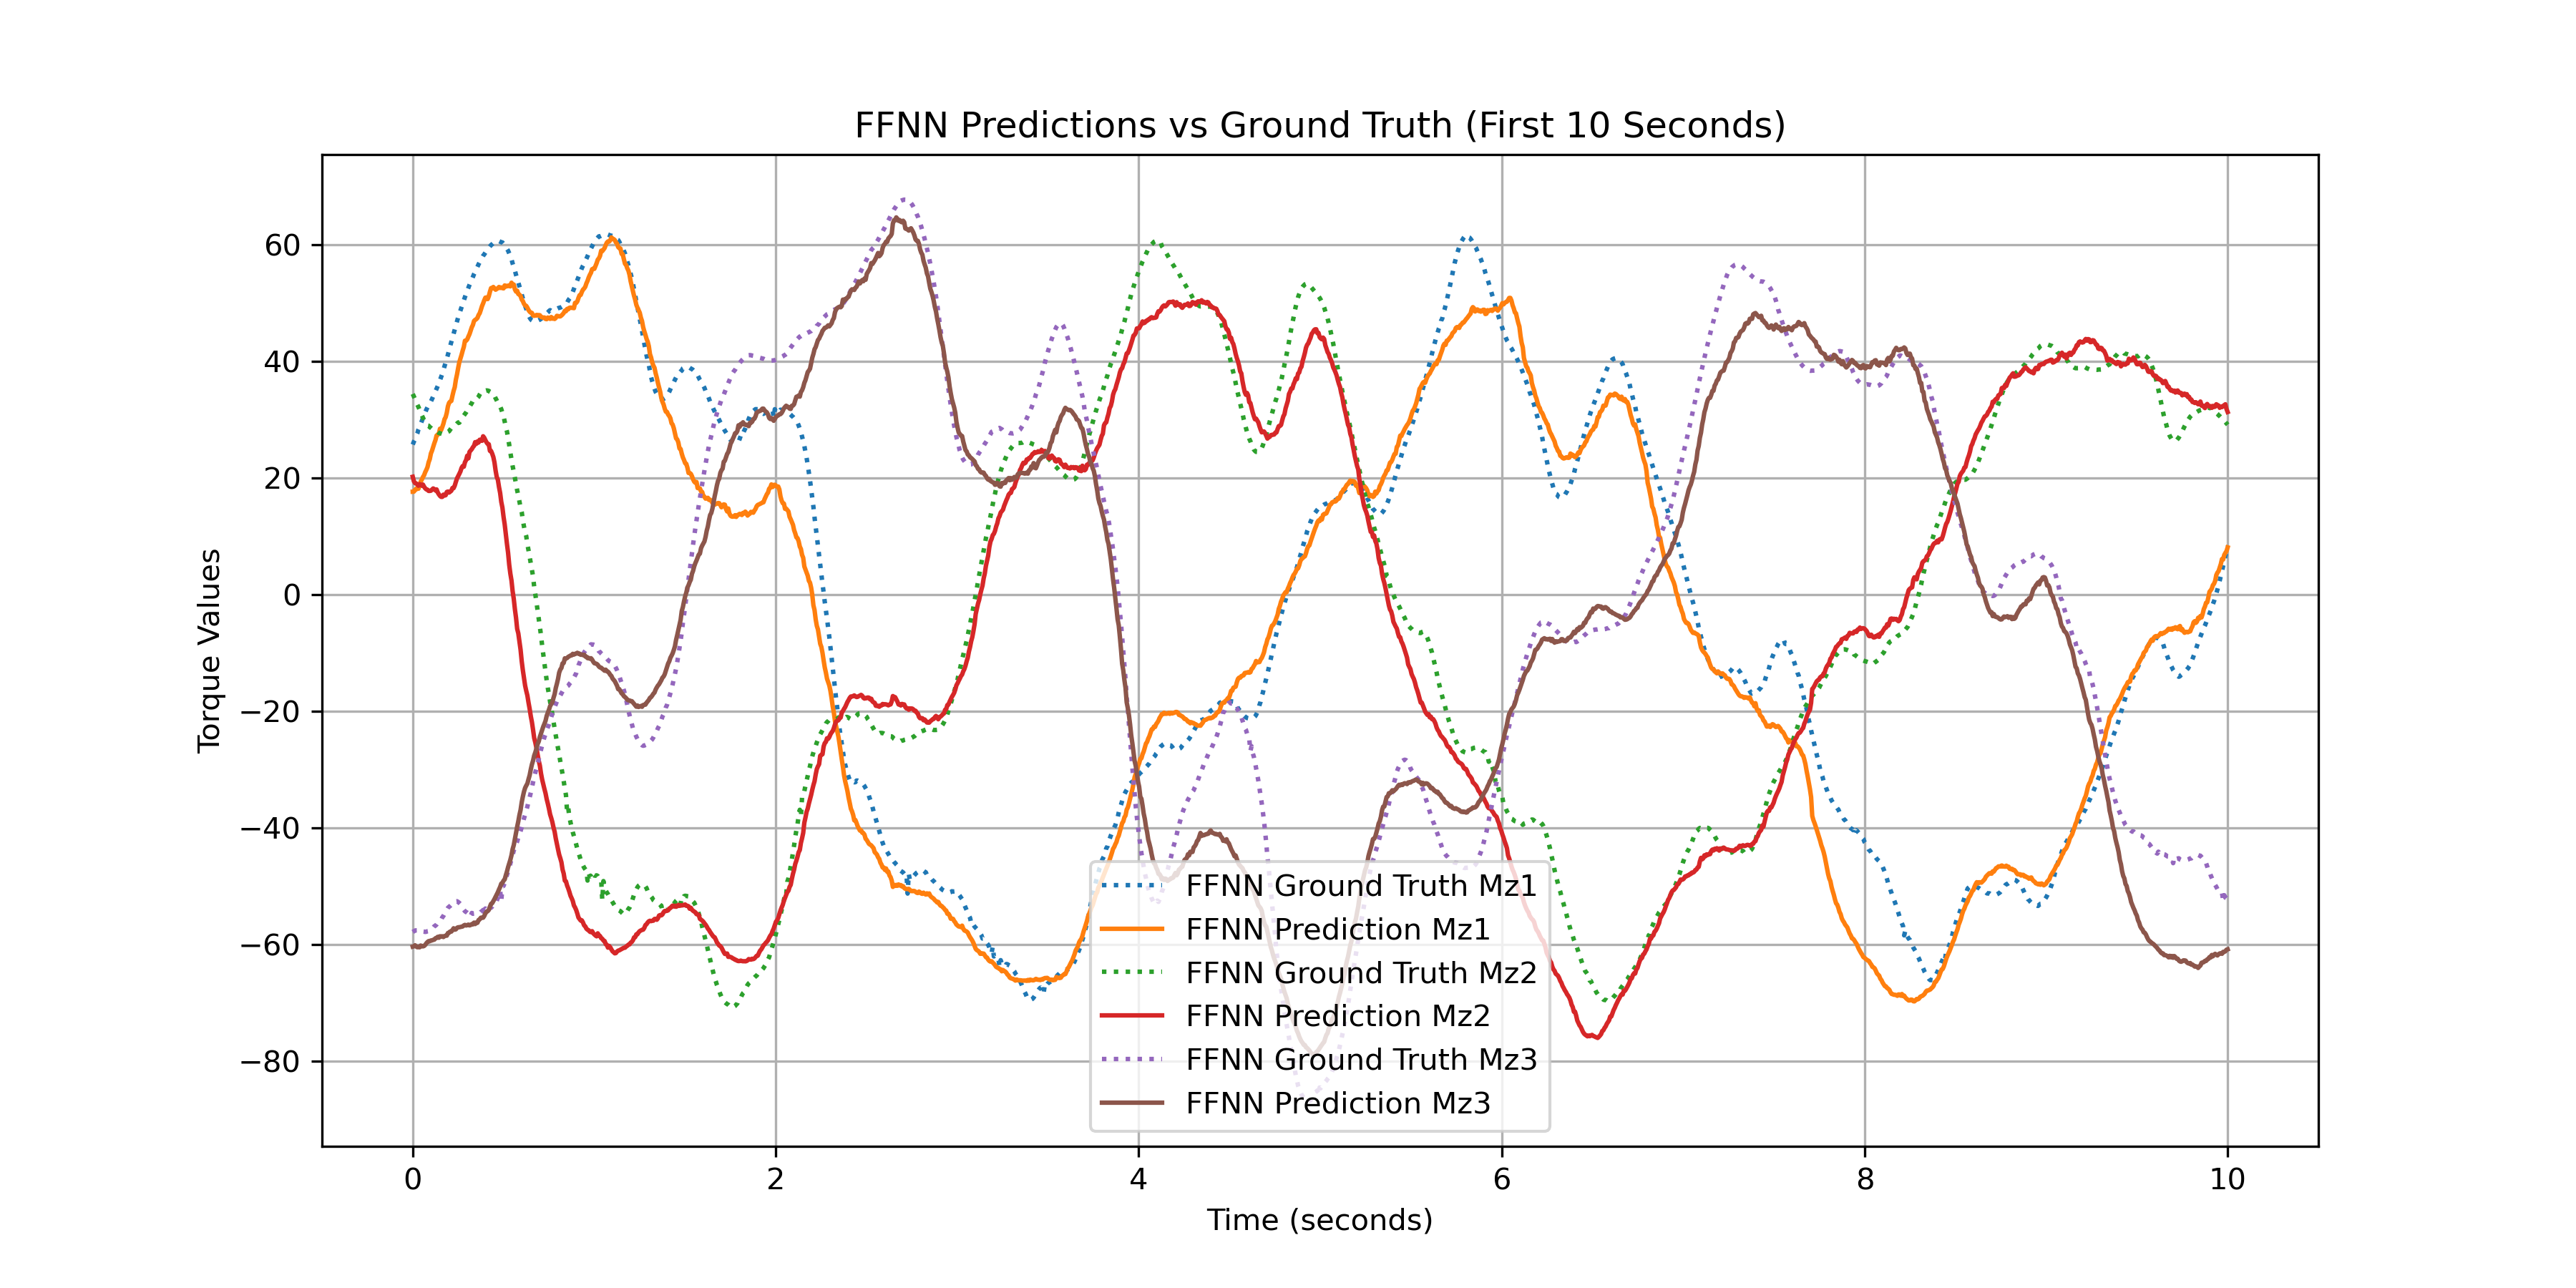 FFNN Predictions vs Ground Truth (First 10 Seconds)
Torque Values
60
40
20
0
−20
−40
−60
−80
FFNN Ground Truth Mz1
FFNN Prediction Mz1
FFNN Ground Truth Mz2
FFNN Prediction Mz2
FFNN Ground Truth Mz3
FFNN Prediction Mz3
0 2 4 6 8 10
Time (seconds)